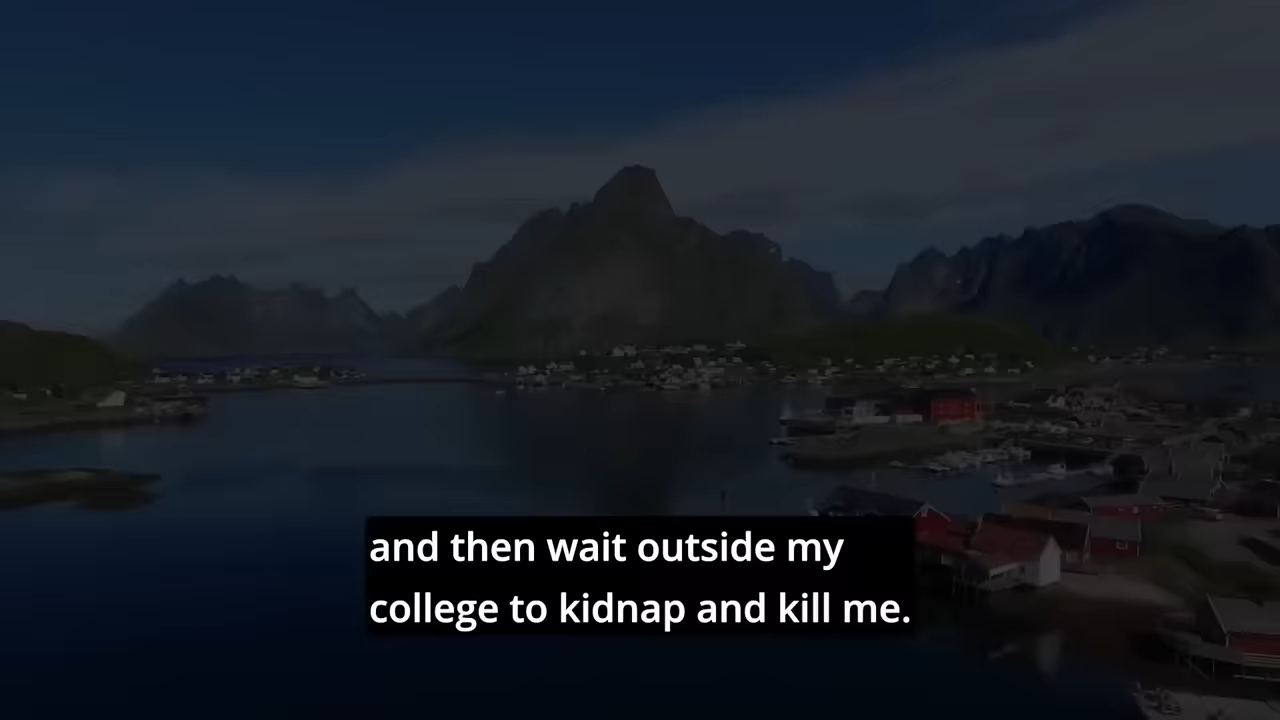 and then wait outside my
college to kidnap and kill me.